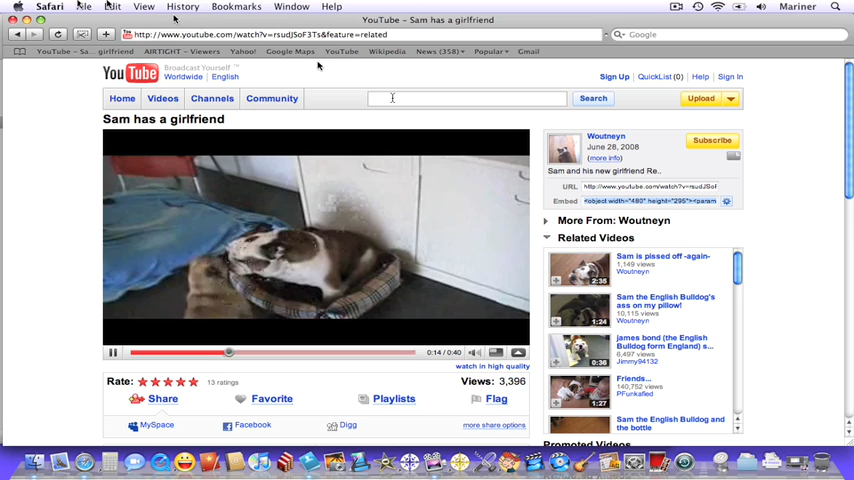 Safari File Edit View History Bookmarks Window Help Mariner
YouTube - Sam has a girlfriend
http://www.youtube.com/watch?v=rsudJSoF3Ts&feature=related
Google
YouTube - S... girlfriend AIRTIGHT - Viewers Yahoo! Google Maps YouTube Wikipedia News (358) Popular Gmail
YouTube Broadcast Yourself ™
Worldwide English
Sign Up QuickList (0) Help Sign In
Home Videos Channels Community Search Upload
Sam has a girlfriend
Woutneyn
June 28, 2008
(more info)
Subscribe
Sam and his new girlfriend Re..
URL http://www.youtube.com/watch?v=rsudJSoF
Embed <object width="480" height="295"><param
More From: Woutneyn
Related Videos
Sam is pissed off -again-
1,149 views
Woutneyn
2:35
Sam the English Bulldog's
ass on my pillow!
10,115 views
Woutneyn
1:24
james bond (the English
Bulldog form England) s...
6,497 views
Jimmy94132
0:36
Friends...
140,752 views
PFunkafied
1:27
Sam the English Bulldog and
the bottle
Promoted Videos
0:14 / 0:40
watch in high quality
Rate: 13 ratings Views: 3,396
Share Favorite Playlists Flag
MySpace Facebook Digg more share options